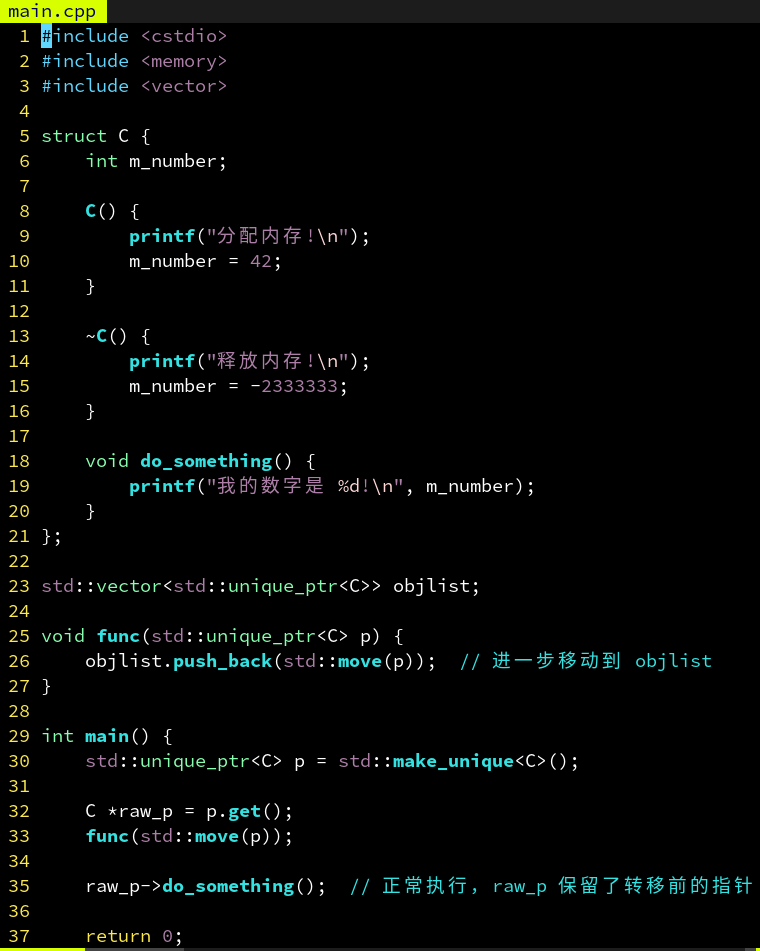 main.cpp
1 #include <cstdio>
2 #include <memory>
3 #include <vector>
4
5 struct C {
6     int m_number;
7
8     C() {
9         printf("分配内存!\n");
10         m_number = 42;
11     }
12
13     ~C() {
14         printf("释放内存!\n");
15         m_number = -2333333;
16     }
17
18     void do_something() {
19         printf("我的数字是 %d!\n", m_number);
20     }
21 };
22
23 std::vector<std::unique_ptr<C>> objlist;
24
25 void func(std::unique_ptr<C> p) {
26     objlist.push_back(std::move(p));  // 进一步移动到 objlist
27 }
28
29 int main() {
30     std::unique_ptr<C> p = std::make_unique<C>();
31
32     C *raw_p = p.get();
33     func(std::move(p));
34
35     raw_p->do_something();  // 正常执行，raw_p 保留了转移前的指针
36
37     return 0;